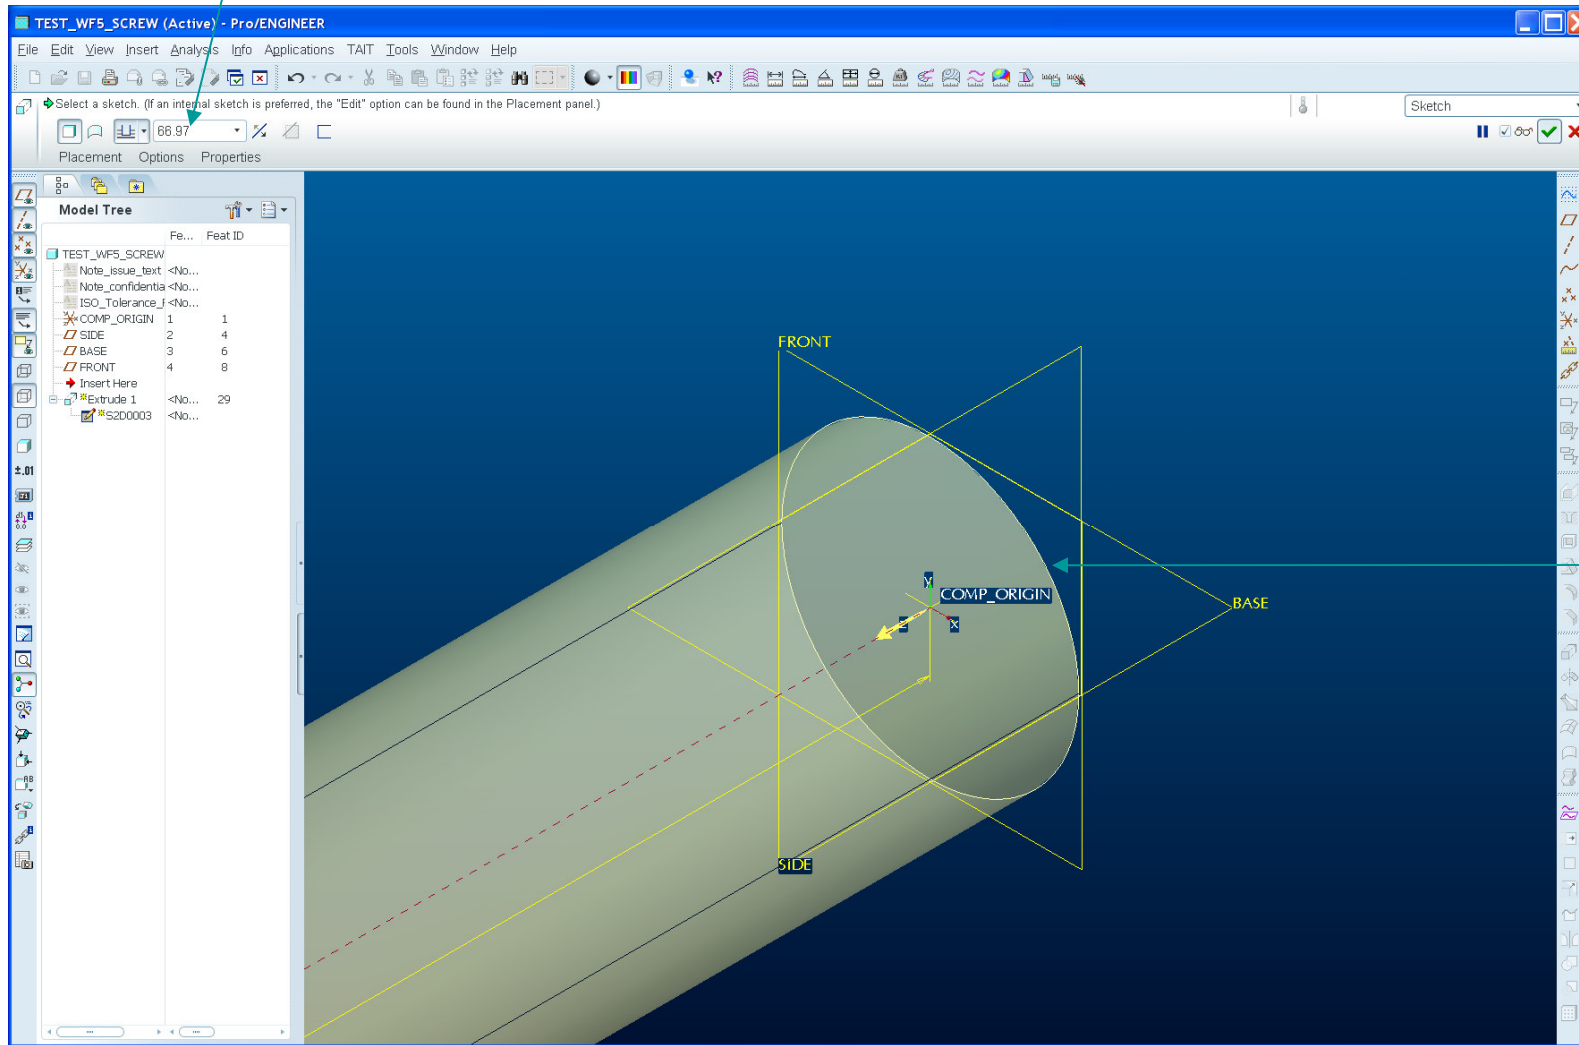 TEST_WF5_SCREW (Active) - Pro/ENGINEER
File Edit View Insert Analysis Info Applications TAIT Tools Window Help
Select a sketch. (If an internal sketch is preferred, the "Edit" option can be found in the Placement panel.)
Sketch
66.97
Placement Options Properties
Model Tree
Fe... Feat ID
TEST_WF5_SCREW
Note_issue_text <No...
Note_confidentia <No...
ISO_Tolerance_F <No...
COMP_ORIGIN 1 1
SIDE 2 4
BASE 3 6
FRONT 4 8
Insert Here
Extrude 1 <No... 29
S2D0003 <No...
±.01
FRONT
y
COMP_ORIGIN
z x
BASE
SIDE